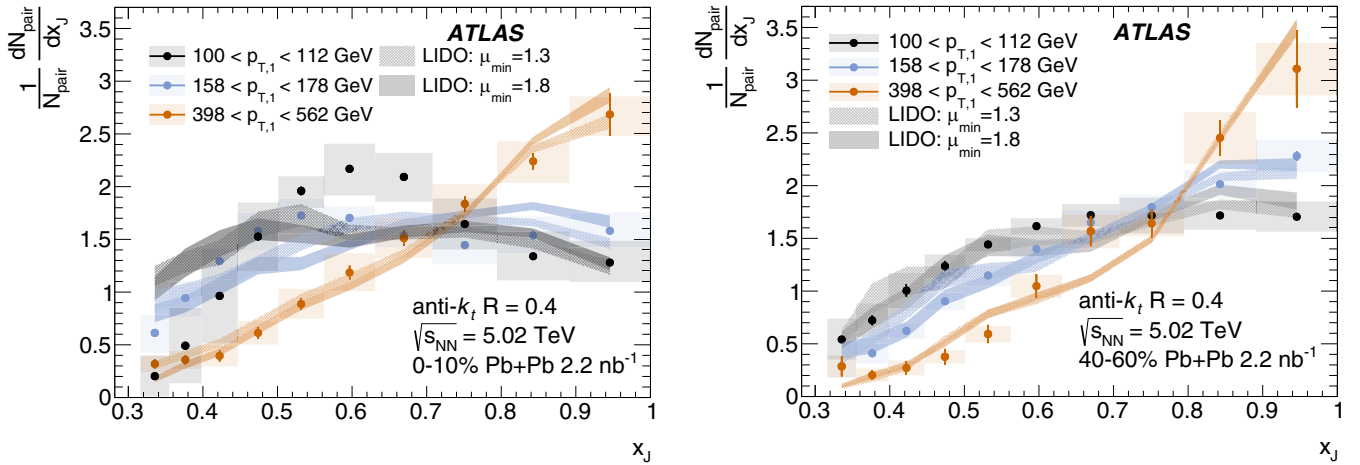 1/N_pair dN_pair/dx_J
ATLAS
100 < p_T,1 < 112 GeV
158 < p_T,1 < 178 GeV
398 < p_T,1 < 562 GeV
LIDO: μ_min=1.3
LIDO: μ_min=1.8
anti-k_t R = 0.4
√s_NN = 5.02 TeV
0-10% Pb+Pb 2.2 nb⁻¹
3.5
3
2.5
2
1.5
1
0.5
0
0.3 0.4 0.5 0.6 0.7 0.8 0.9 1
x_J
1/N_pair dN_pair/dx_J
ATLAS
100 < p_T,1 < 112 GeV
158 < p_T,1 < 178 GeV
398 < p_T,1 < 562 GeV
LIDO: μ_min=1.3
LIDO: μ_min=1.8
anti-k_t R = 0.4
√s_NN = 5.02 TeV
40-60% Pb+Pb 2.2 nb⁻¹
3.5
3
2.5
2
1.5
1
0.5
0
0.3 0.4 0.5 0.6 0.7 0.8 0.9 1
x_J